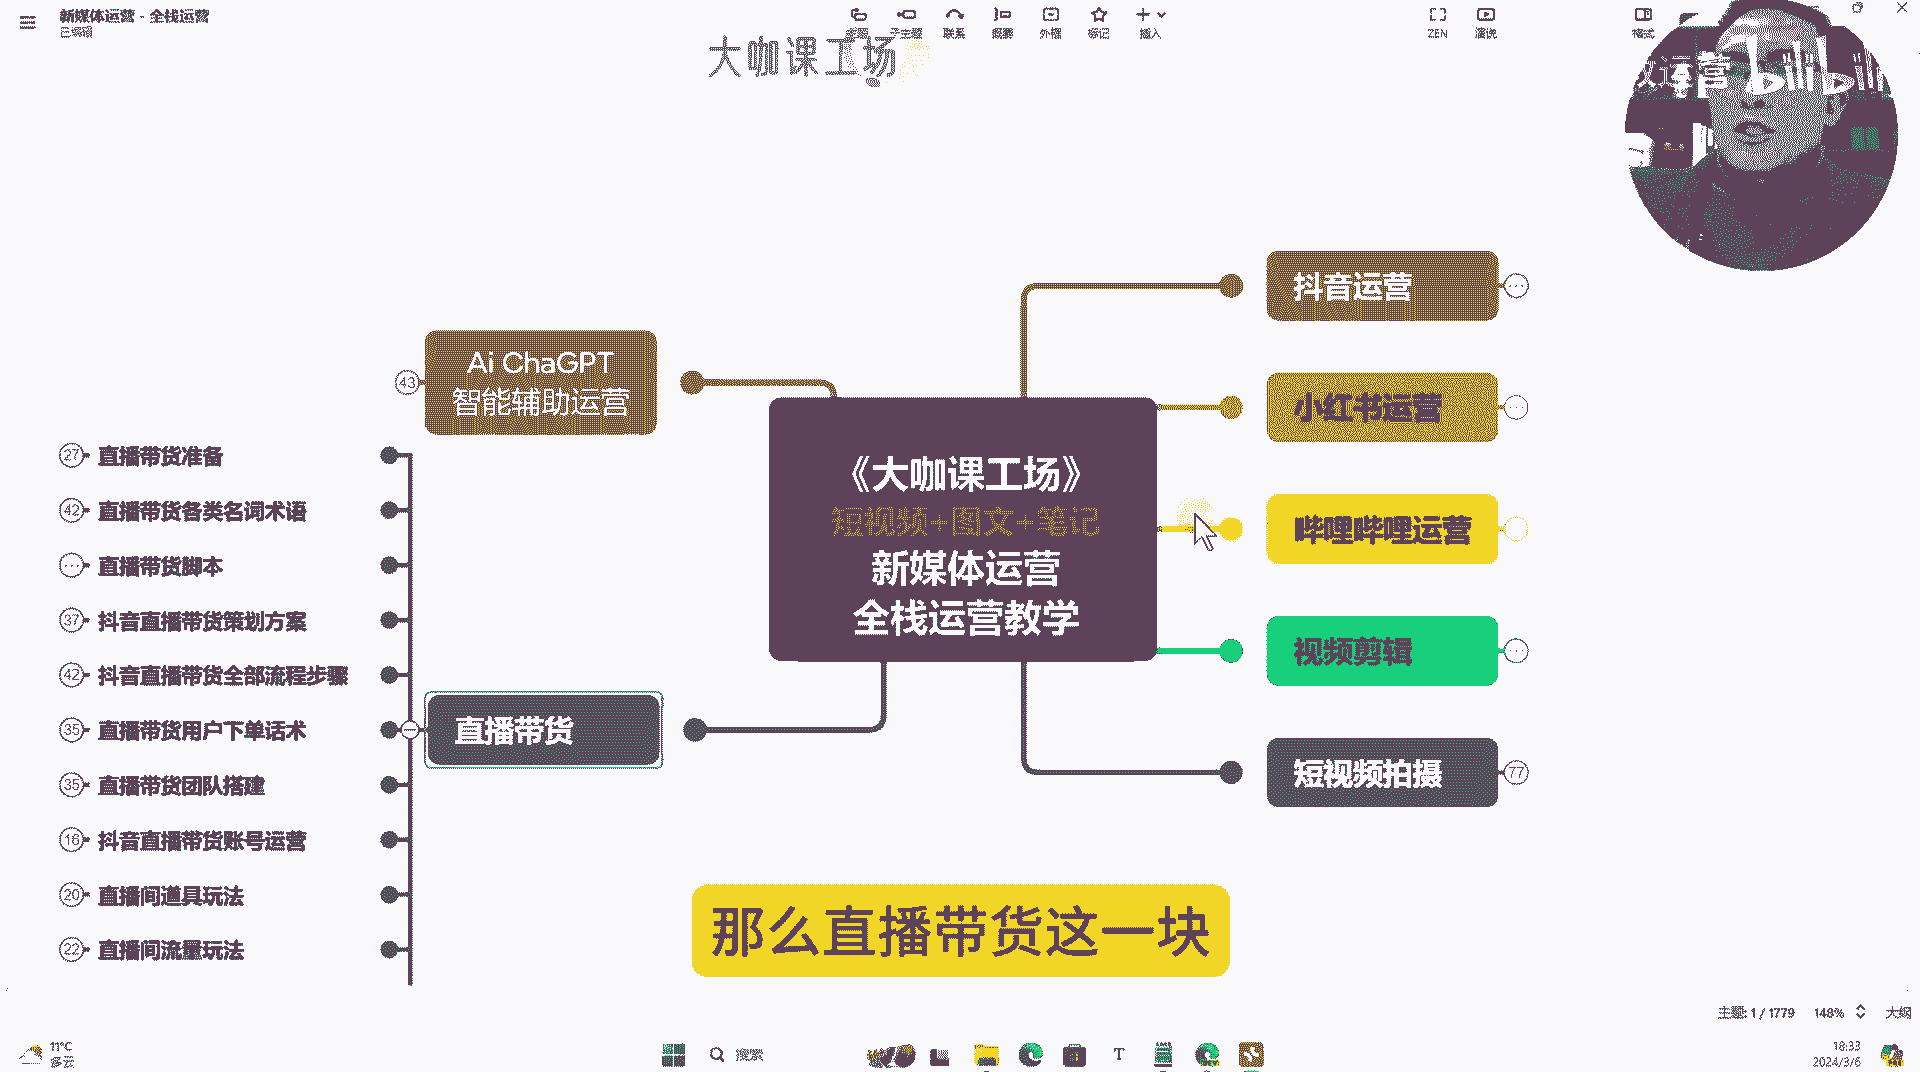 新媒体运营 - 全栈运营
已编辑
主题
子主题
联系
概要
外框
标记
插入
ZEN
演说
格式
大咖课工场
运营 bilibili
抖音运营
Ai ChaGPT
智能辅助运营
43
小红书运营
《大咖课工场》
短视频+图文+笔记
新媒体运营
全栈运营教学
哔哩哔哩运营
视频剪辑
短视频拍摄
77
直播带货
27 直播带货准备
42 直播带货各类名词术语
直播带货脚本
37 抖音直播带货策划方案
42 抖音直播带货全部流程步骤
35 直播带货用户下单话术
35 直播带货团队搭建
16 抖音直播带货账号运营
20 直播间道具玩法
22 直播间流量玩法
那么直播带货这一块
主题: 1 / 1779
148%
大纲
11°C
多云
搜索
18:33
2024/3/6